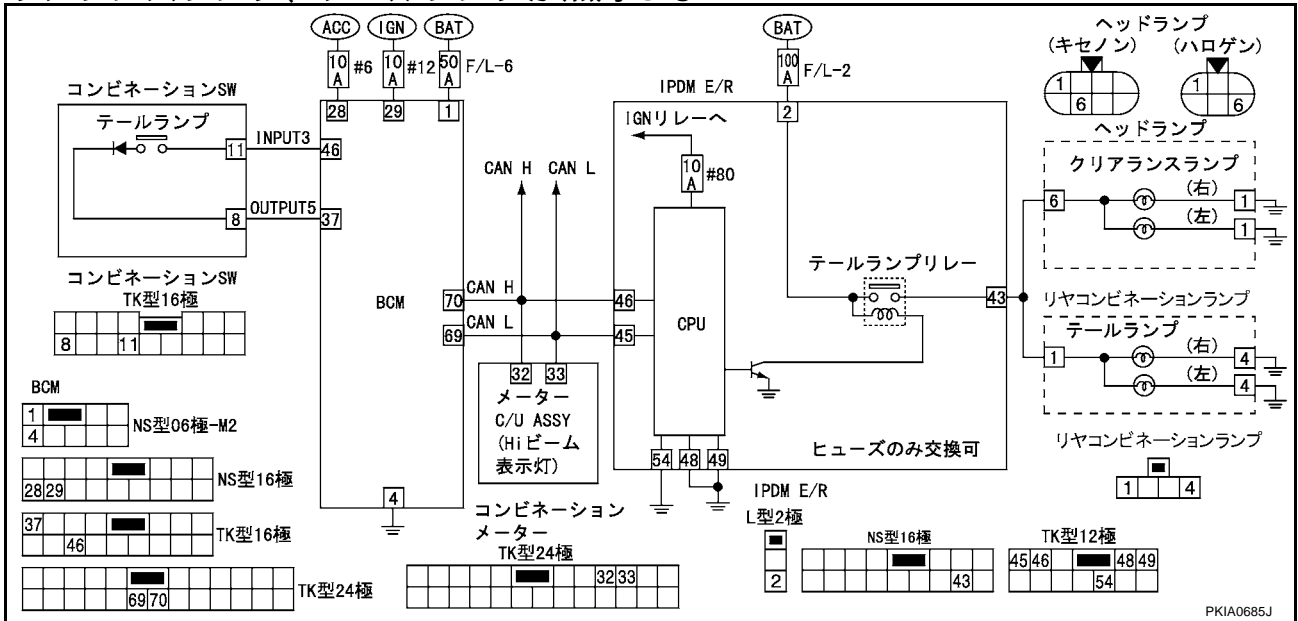 ACC IGN BAT BAT
10A #6 10A #12 50A F/L-6 100A F/L-2
ヘッドランプ
(キセノン) (ハロゲン)
1 6 1 6
コンビネーションSW
テールランプ
11 INPUT3 46
8 OUTPUT5 37
28 29 1
BCM
70 CAN H
69 CAN L
4
CAN H CAN L
32 33
メーター
C/U ASSY
(Hiビーム
表示灯)
IPDM E/R
2
IGNリレーへ
10A #80
46
45
CPU
テールランプリレー
43
54 48 49
ヒューズのみ交換可
ヘッドランプ
クリアランスランプ
6 (右) 1
(左) 1
リヤコンビネーションランプ
テールランプ
1 (右) 4
(左) 4
リヤコンビネーションランプ
1 4
コンビネーションSW
TK型16極
8 11
BCM
1
4
NS型06極-M2
28 29
NS型16極
37
46
TK型16極
69 70
TK型24極
コンビネーション
メーター
TK型24極
32 33
IPDM E/R
L型2極
2
NS型16極
43
TK型12極
45 46 48 49
54
PKIA0685J